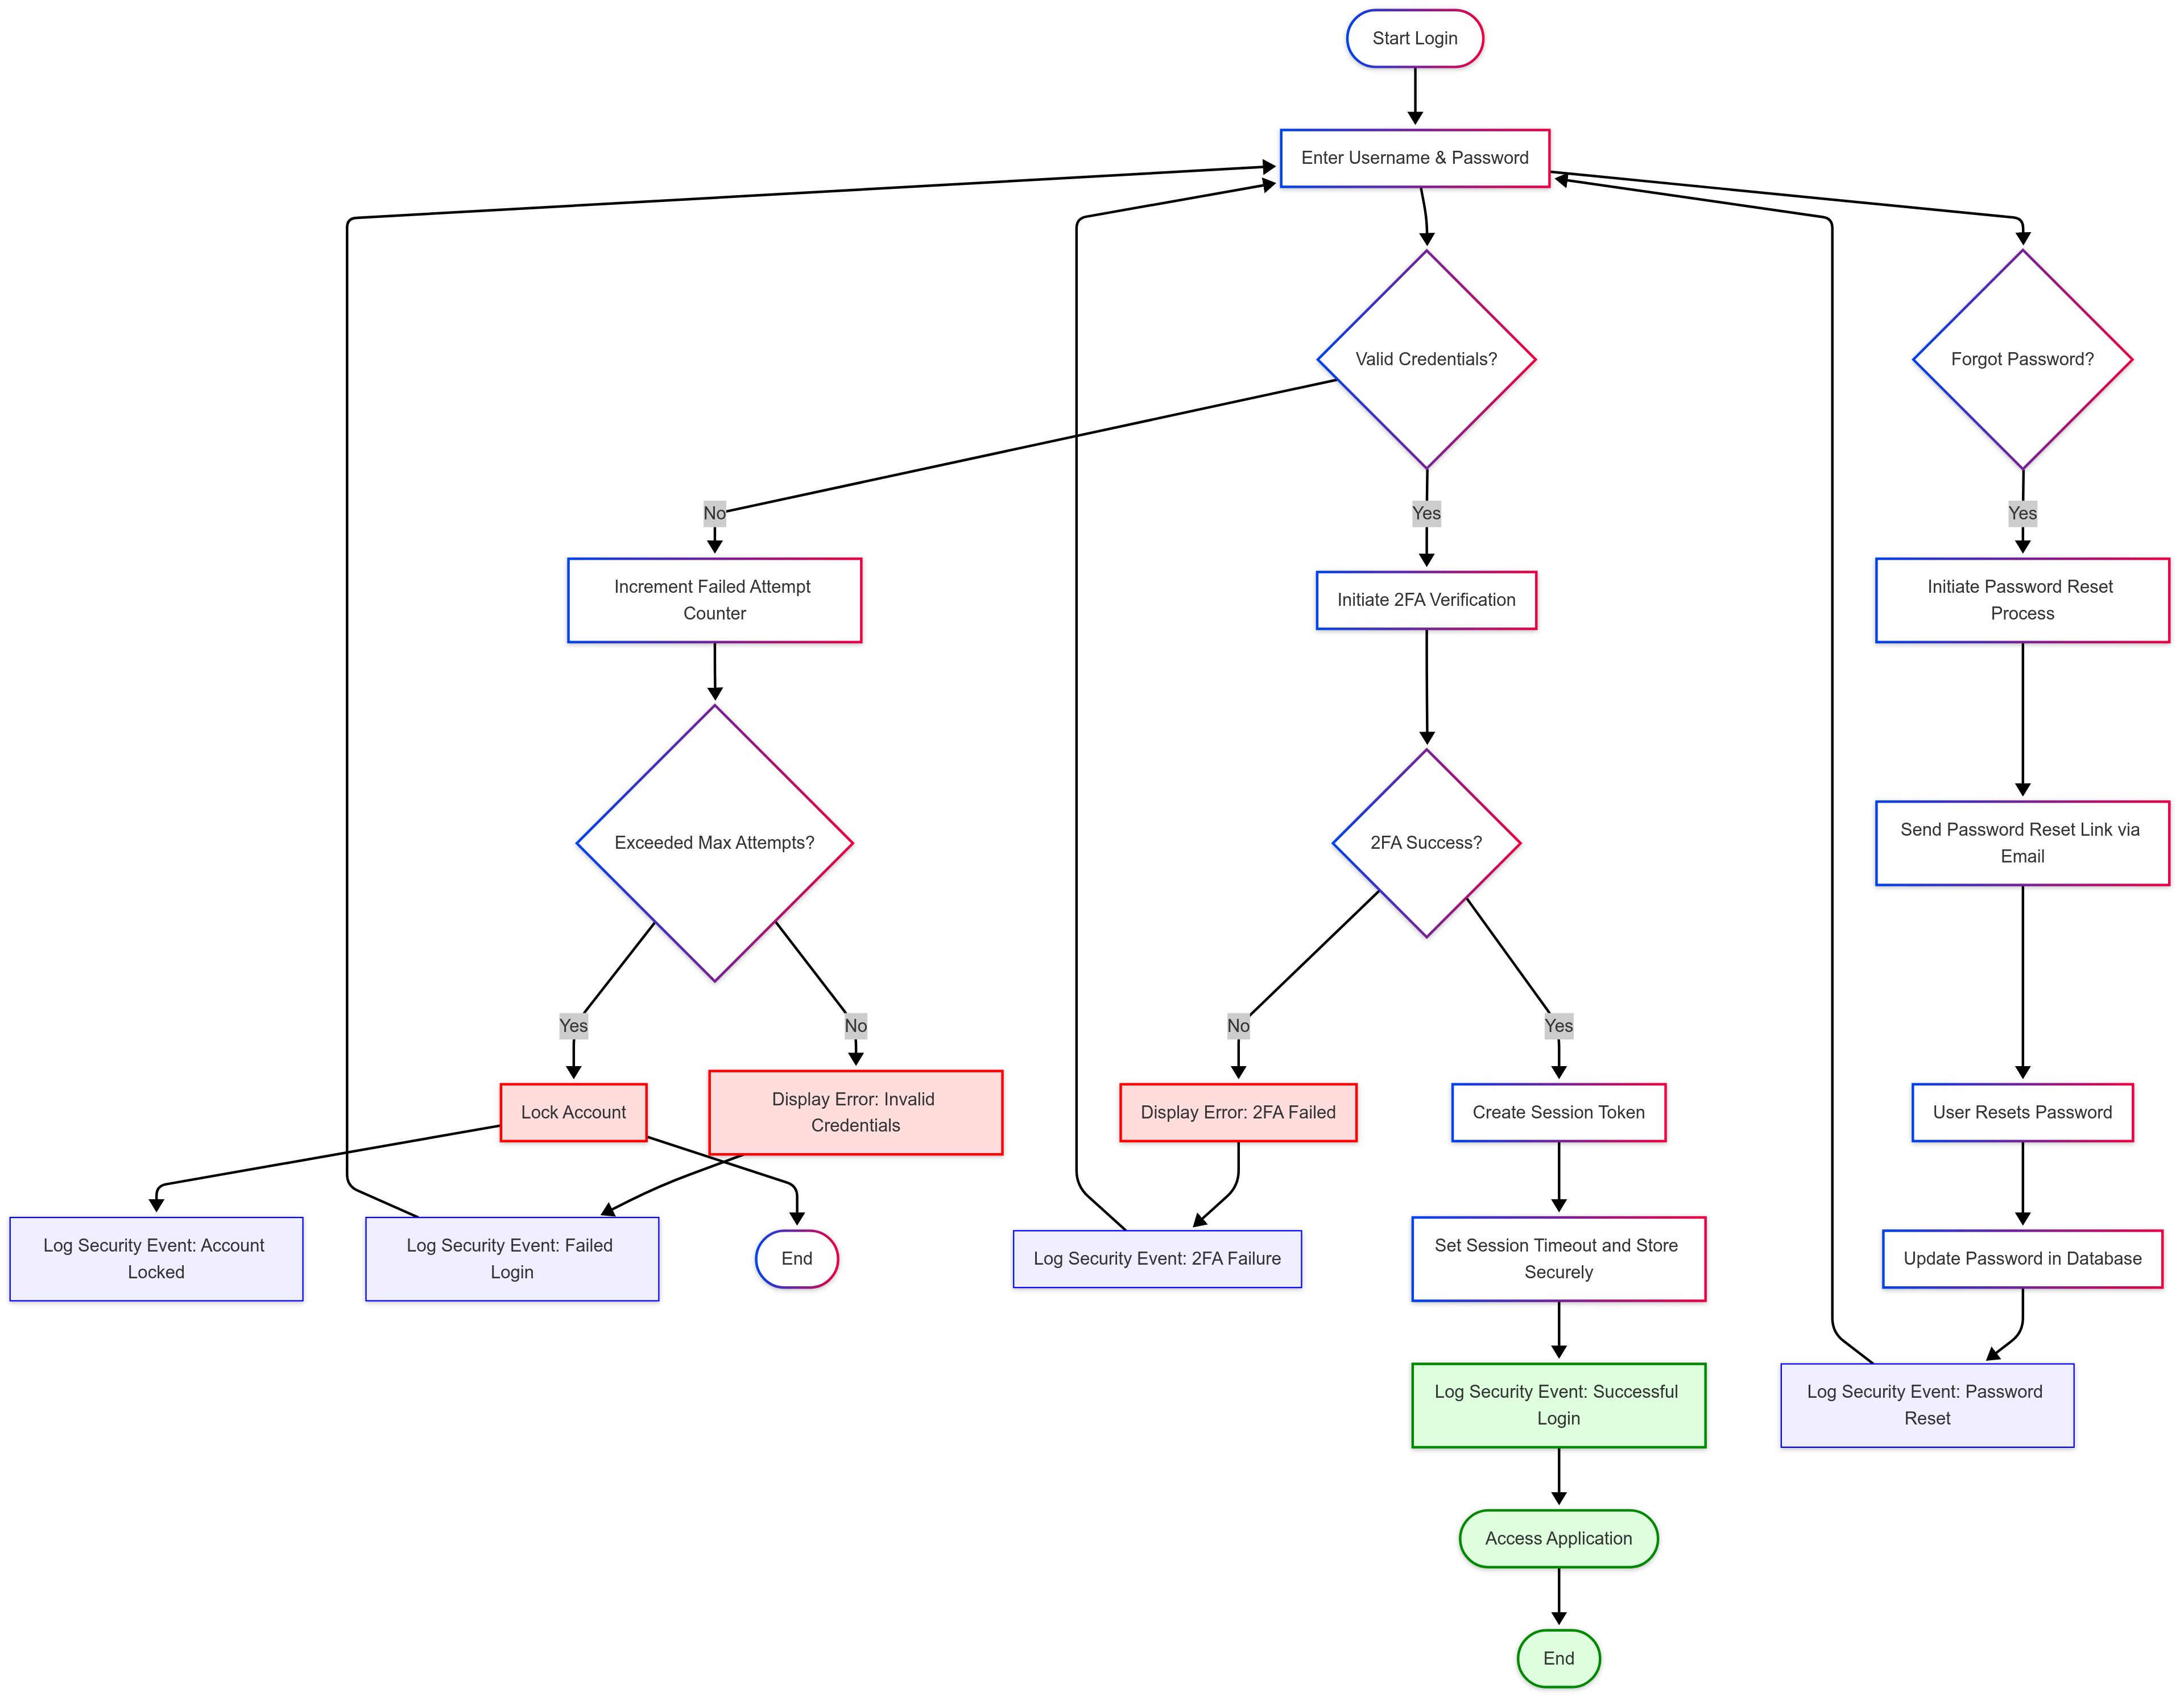 Start Login
Enter Username & Password
Valid Credentials?
Forgot Password?
No
Yes
Yes
Increment Failed Attempt
Counter
Initiate 2FA Verification
Initiate Password Reset
Process
Exceeded Max Attempts?
2FA Success?
Send Password Reset Link via
Email
Yes
No
No
Yes
Lock Account
Display Error: Invalid
Credentials
Display Error: 2FA Failed
Create Session Token
User Resets Password
Log Security Event: Account
Locked
Log Security Event: Failed
Login
End
Log Security Event: 2FA Failure
Set Session Timeout and Store
Securely
Update Password in Database
Log Security Event: Successful
Login
Log Security Event: Password
Reset
Access Application
End